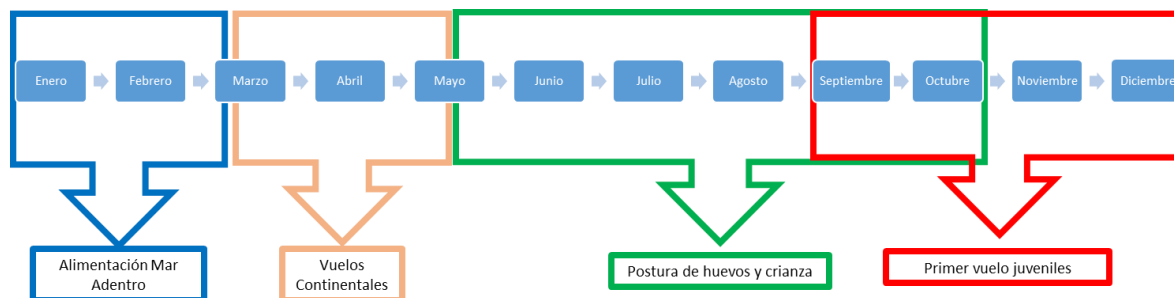 Enero
Febrero
Marzo
Abril
Mayo
Junio
Julio
Agosto
Septiembre
Octubre
Noviembre
Diciembre
Alimentación Mar
Adentro
Vuelos
Continentales
Postura de huevos y crianza
Primer vuelo juveniles